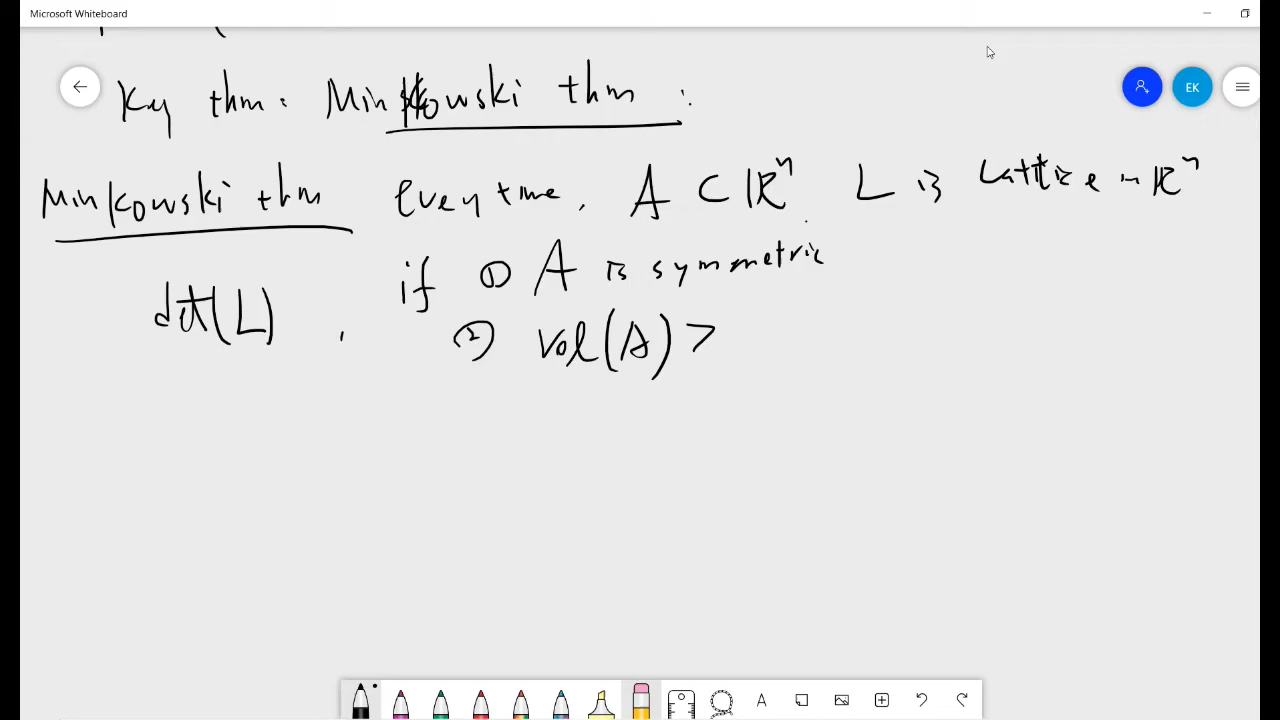 Microsoft Whiteboard
EK
Key thm: Minkowski thm :
Minkowski thm Every time, A ⊂ ℝⁿ L is Lattice in ℝⁿ
if ① A is symmetric
det(L) , ② vol(A) >
A